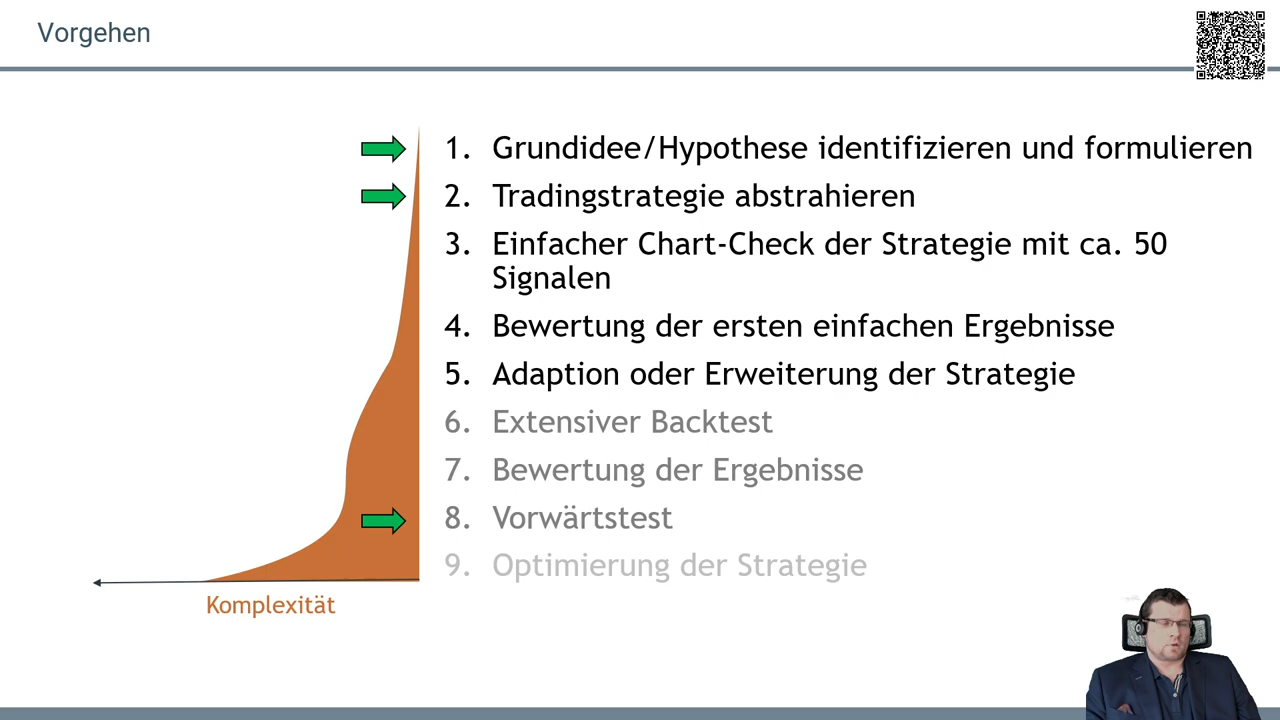 Vorgehen
1. Grundidee/Hypothese identifizieren und formulieren
2. Tradingstrategie abstrahieren
3. Einfacher Chart-Check der Strategie mit ca. 50
Signalen
4. Bewertung der ersten einfachen Ergebnisse
5. Adaption oder Erweiterung der Strategie
6. Extensiver Backtest
7. Bewertung der Ergebnisse
8. Vorwärtstest
9. Optimierung der Strategie
Komplexität